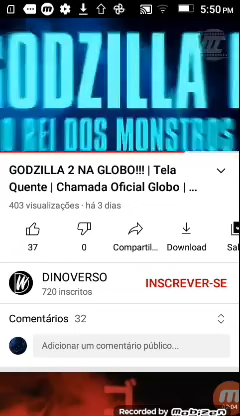 5:50 PM
GODZILLA
O REI DOS MONSTROS
GODZILLA 2 NA GLOBO!!! | Tela
Quente | Chamada Oficial Globo | ...
403 visualizações · há 3 dias
37 0 Compartil... Download Sal
DINOVERSO
720 inscritos
INSCREVER-SE
Comentários 32
Adicionar um comentário público...
Recorded by Mobizen